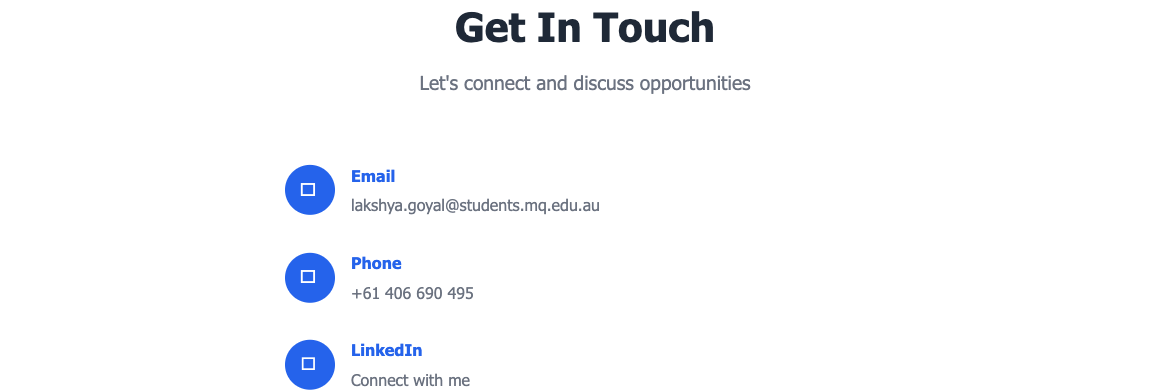 Get In Touch
Let's connect and discuss opportunities
Email
lakshya.goyal@students.mq.edu.au
Phone
+61 406 690 495
LinkedIn
Connect with me